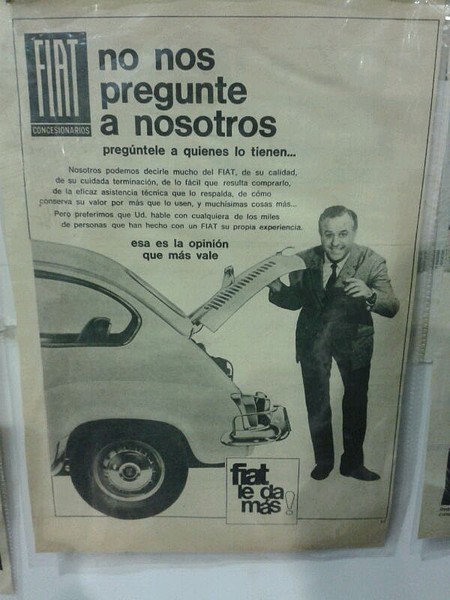 FIAT
CONCESIONARIOS
no nos
pregunte
a nosotros
pregúntele a quienes lo tienen...
Nosotros podemos decirle mucho del FIAT, de su calidad,
de su cuidada terminación, de lo fácil que resulta comprarlo,
de la eficaz asistencia técnica que lo respalda, de cómo
conserva su valor por más que lo usen, y muchísimas cosas más...
Pero preferimos que Ud. hable con cualquiera de los miles
de personas que han hecho con un FIAT su propia experiencia.
esa es la opinión
que más vale
fiat
le da
más!